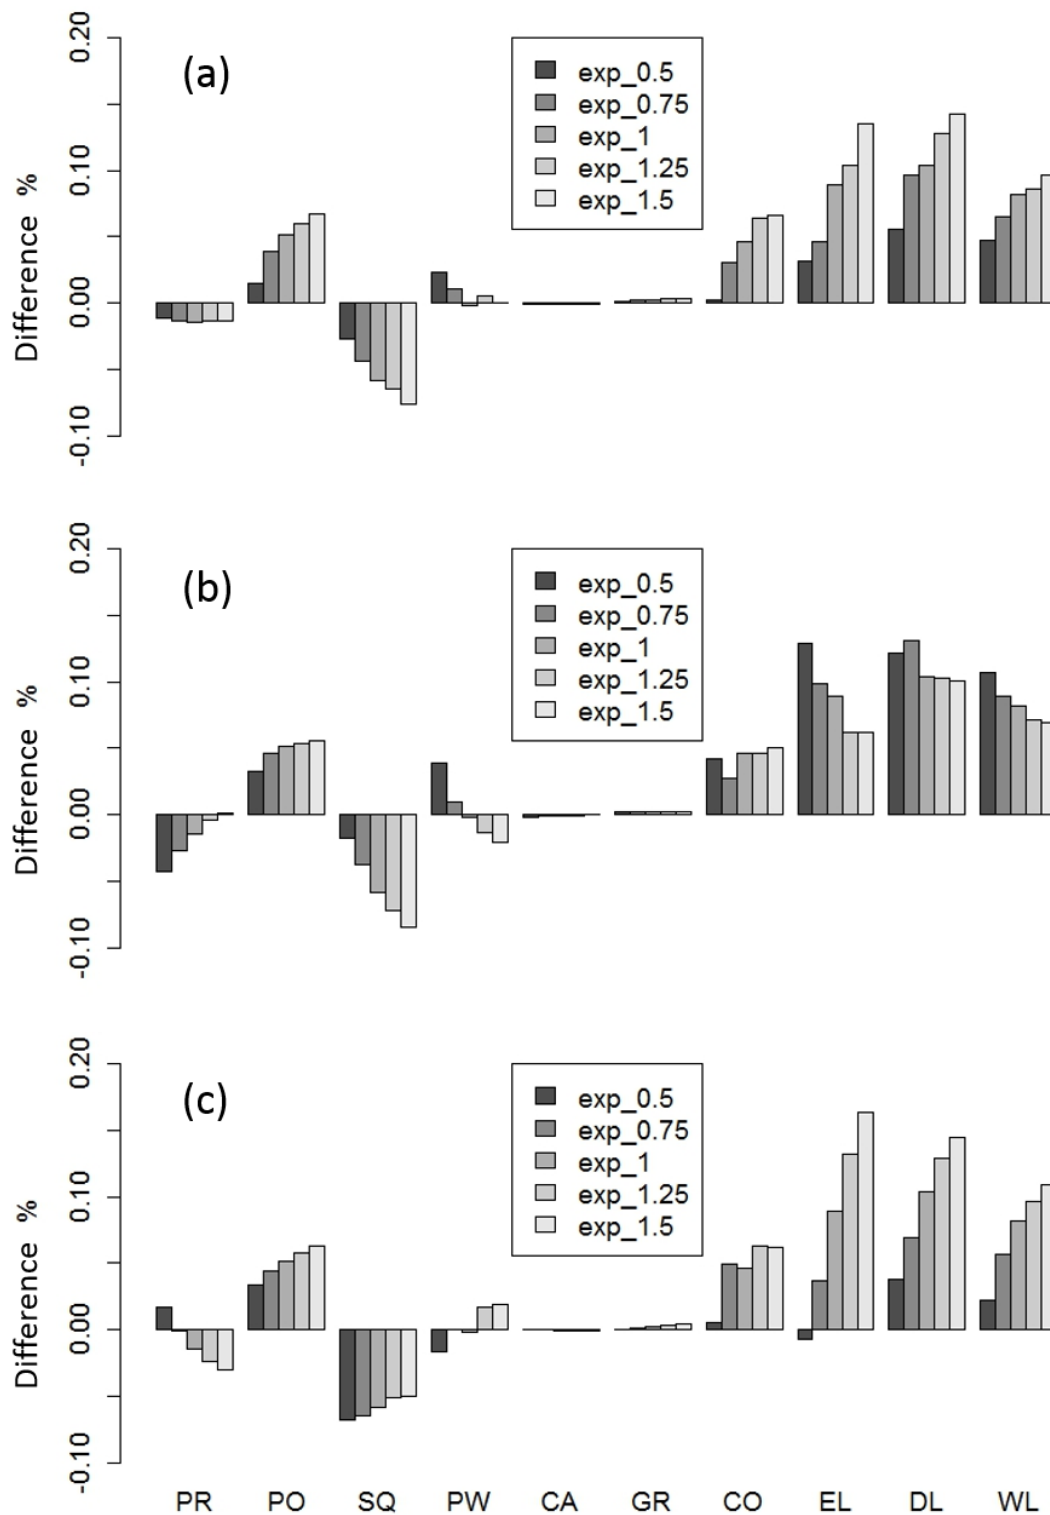 (a)
0.20
0.10
0.00
-0.10
Difference %
exp_0.5
exp_0.75
exp_1
exp_1.25
exp_1.5
(b)
0.20
0.10
0.00
-0.10
Difference %
exp_0.5
exp_0.75
exp_1
exp_1.25
exp_1.5
(c)
0.20
0.10
0.00
-0.10
Difference %
exp_0.5
exp_0.75
exp_1
exp_1.25
exp_1.5
PR PO SQ PW CA GR CO EL DL WL